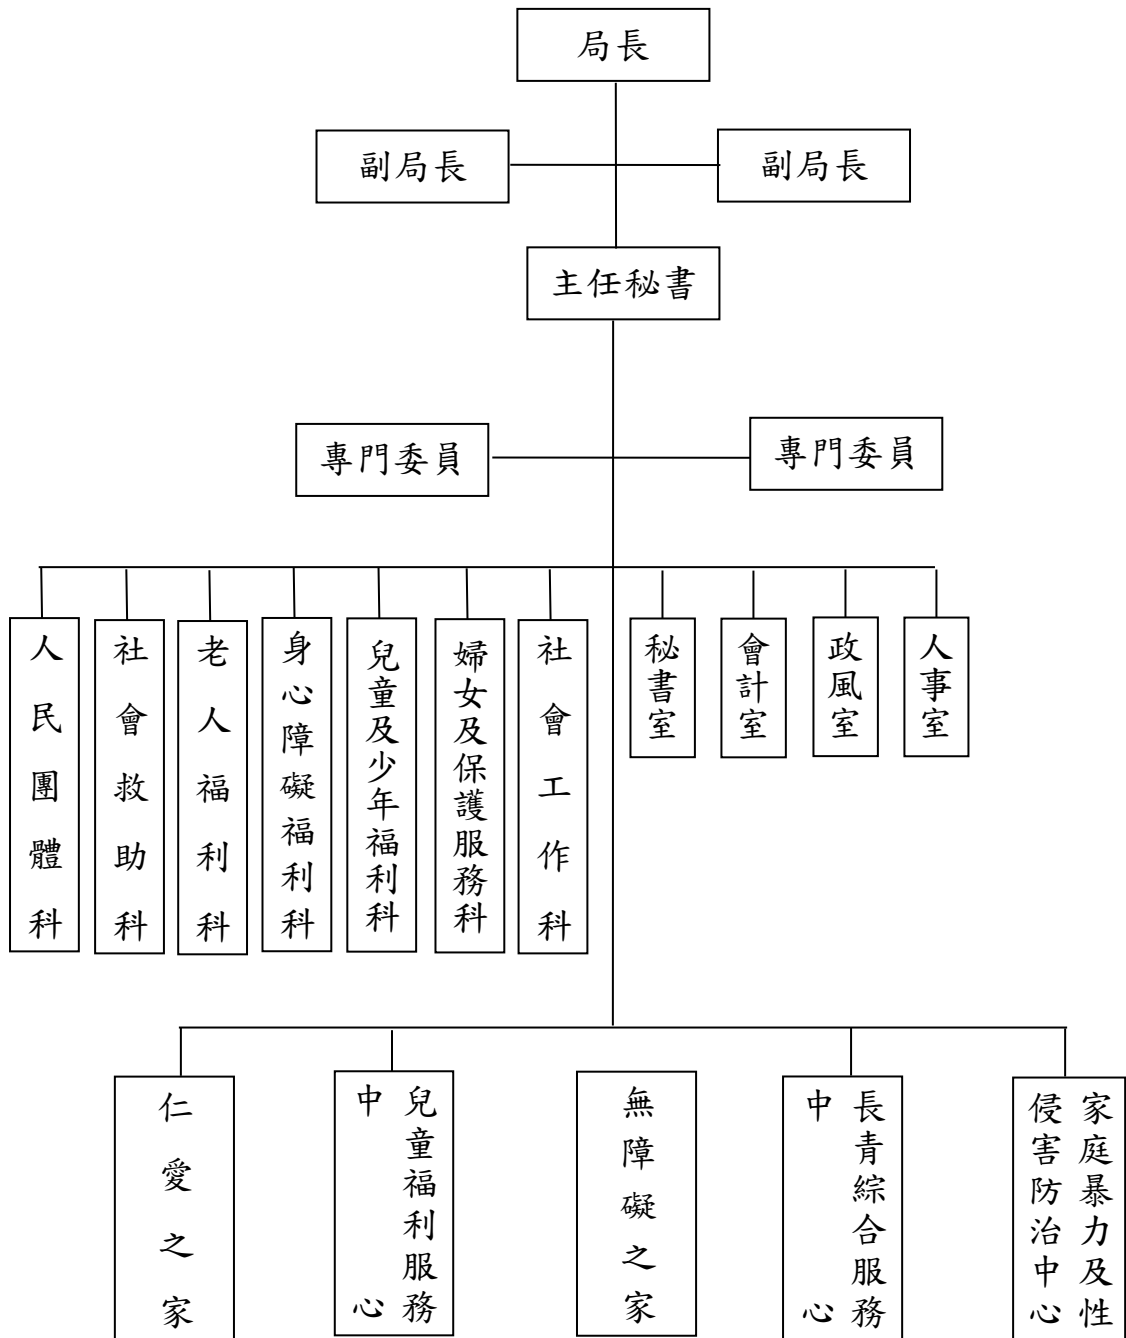 局長
副局長
副局長
主任秘書
專門委員
專門委員
人民團體科
社會救助科
老人福利科
身心障礙福利科
兒童及少年福利科
婦女及保護服務科
社會工作科
秘書室
會計室
政風室
人事室
仁愛之家
兒童福利服務
中心
無障礙之家
長青綜合服務
中心
家庭暴力及性
侵害防治中心